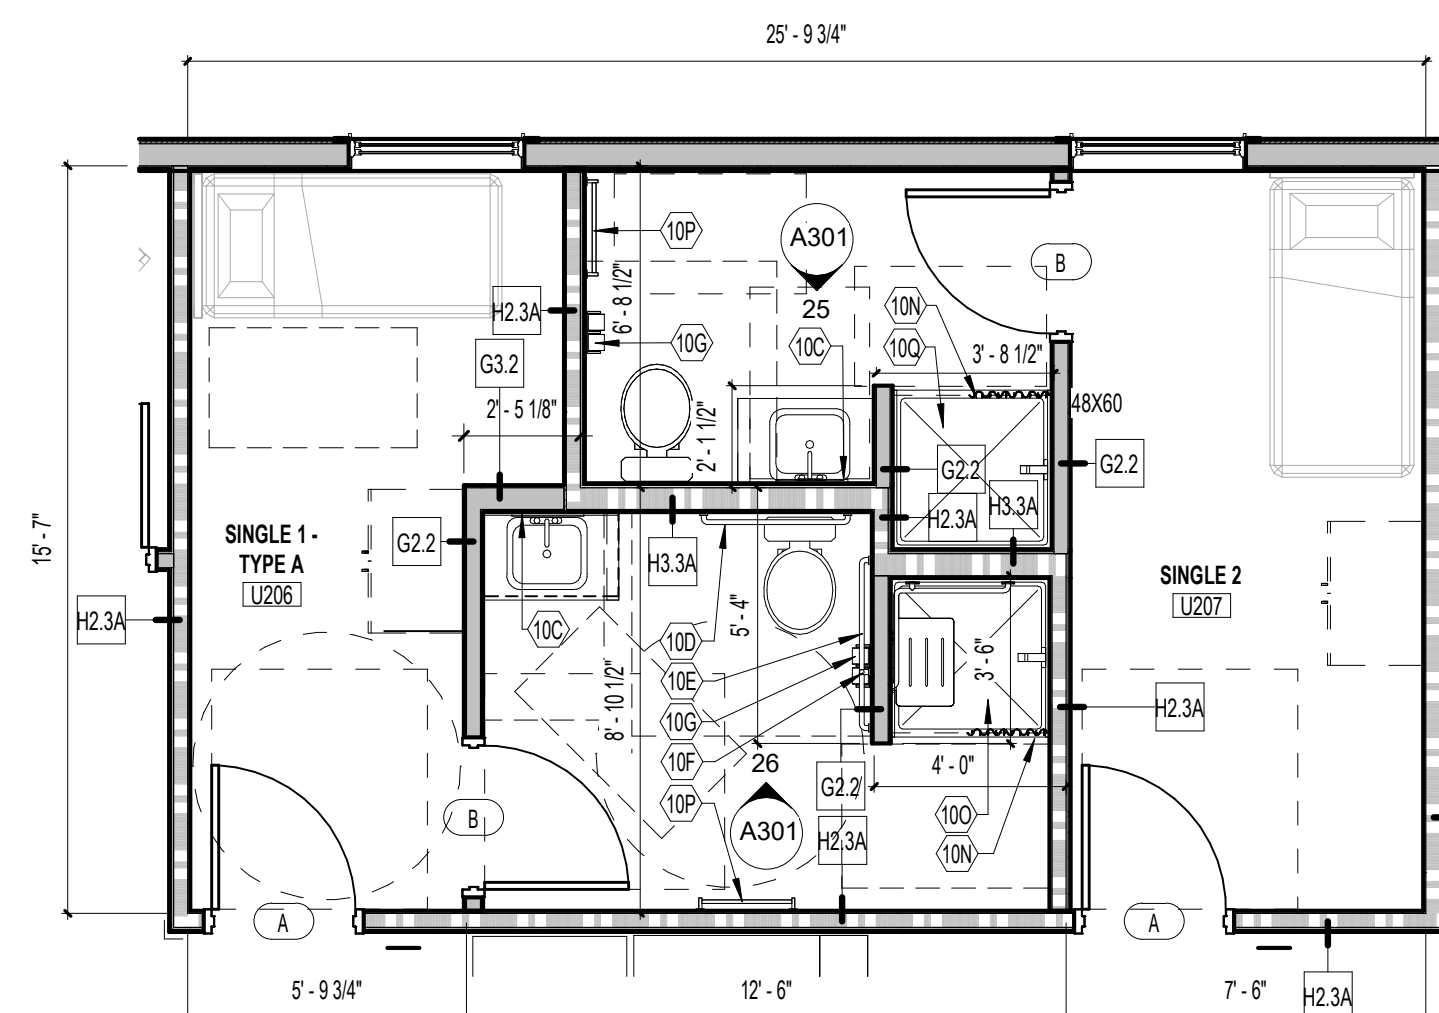 25' - 9 3/4"
10P
A301
B
6' - 8 1/2"
25
10N
H2.3A
10G
10C
10Q
3' - 8 1/2"
G3.2
48X60
2' - 5 1/8"
2' - 1 1/2"
G2.2
G2.2
H3.3A
H2.3A
15' - 7"
SINGLE 1 -
TYPE A
U206
G2.2
H3.3A
SINGLE 2
U207
H2.3A
10C
10D
5' - 4"
10E
3' - 6"
8' - 10 1/2"
10G
H2.3A
10F
26
4' - 0"
G2.2
10P
B
A301
H2.3A
10O
10N
A
A
5' - 9 3/4"
12' - 6"
7' - 6"
H2.3A